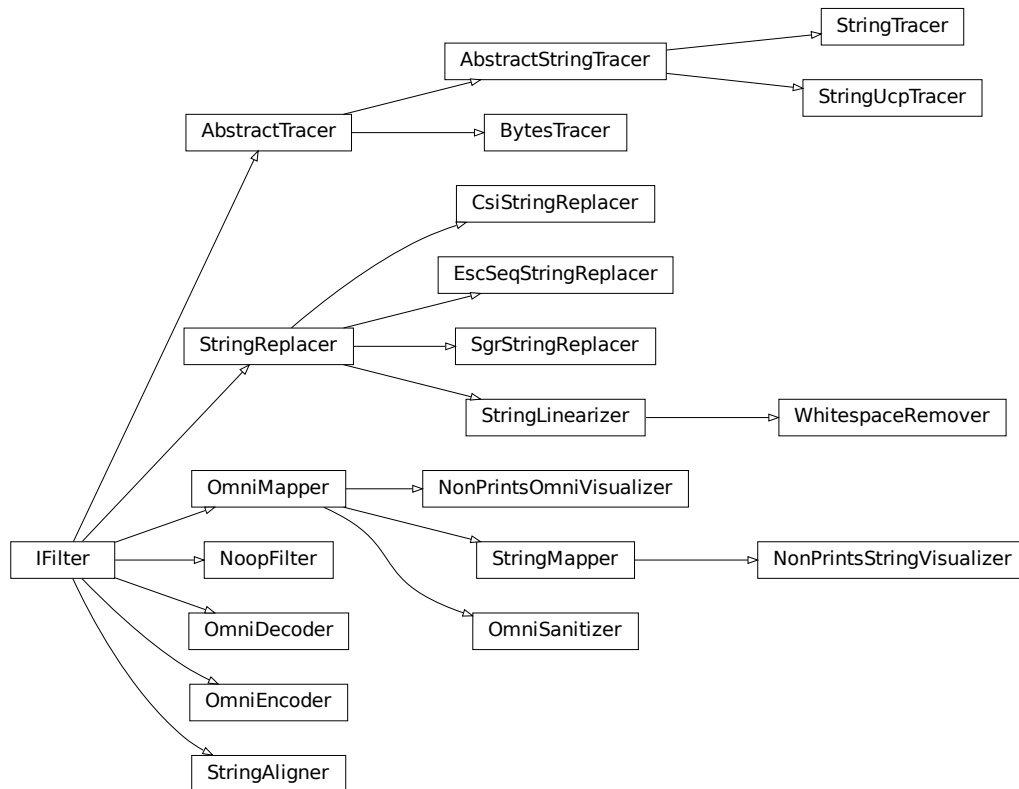 StringTracer
AbstractStringTracer
StringUcpTracer
AbstractTracer
BytesTracer
CsiStringReplacer
EscSeqStringReplacer
StringReplacer
SgrStringReplacer
StringLinearizer
WhitespaceRemover
OmniMapper
NonPrintsOmniVisualizer
IFilter
NoopFilter
StringMapper
NonPrintsStringVisualizer
OmniDecoder
OmniSanitizer
OmniEncoder
StringAligner